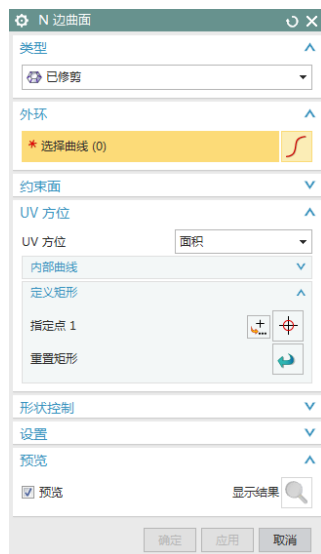 N 边曲面
类型
已修剪
外环
* 选择曲线 (0)
约束面
UV 方位
UV 方位 面积
内部曲线
定义矩形
指定点 1
重置矩形
形状控制
设置
预览
预览 显示结果
确定 应用 取消